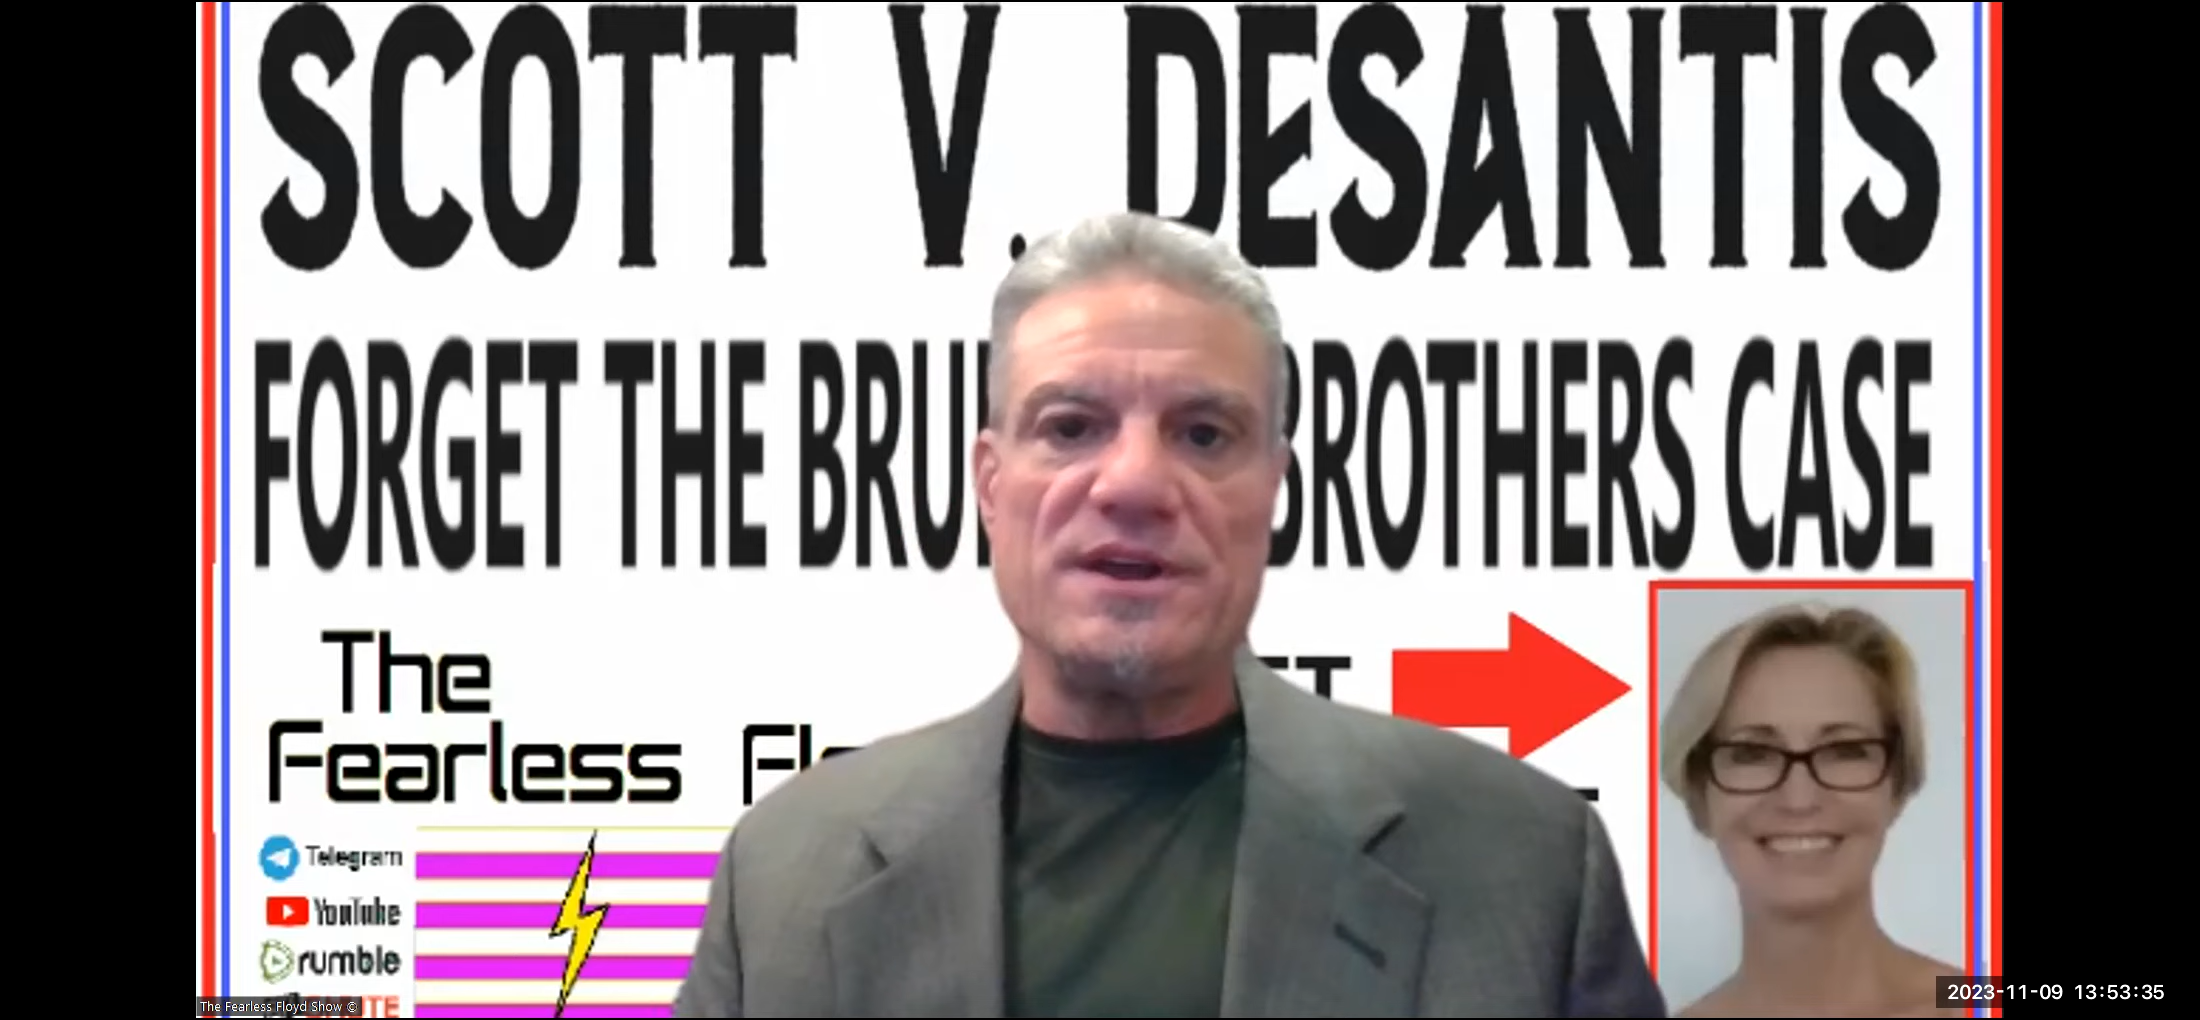 SCOTT V. DESANTIS
FORGET THE BROTHERS CASE
The
Fearless
Telegram
YouTube
rumble
The Fearless Floyd Show ©
2023-11-09 13:53:35